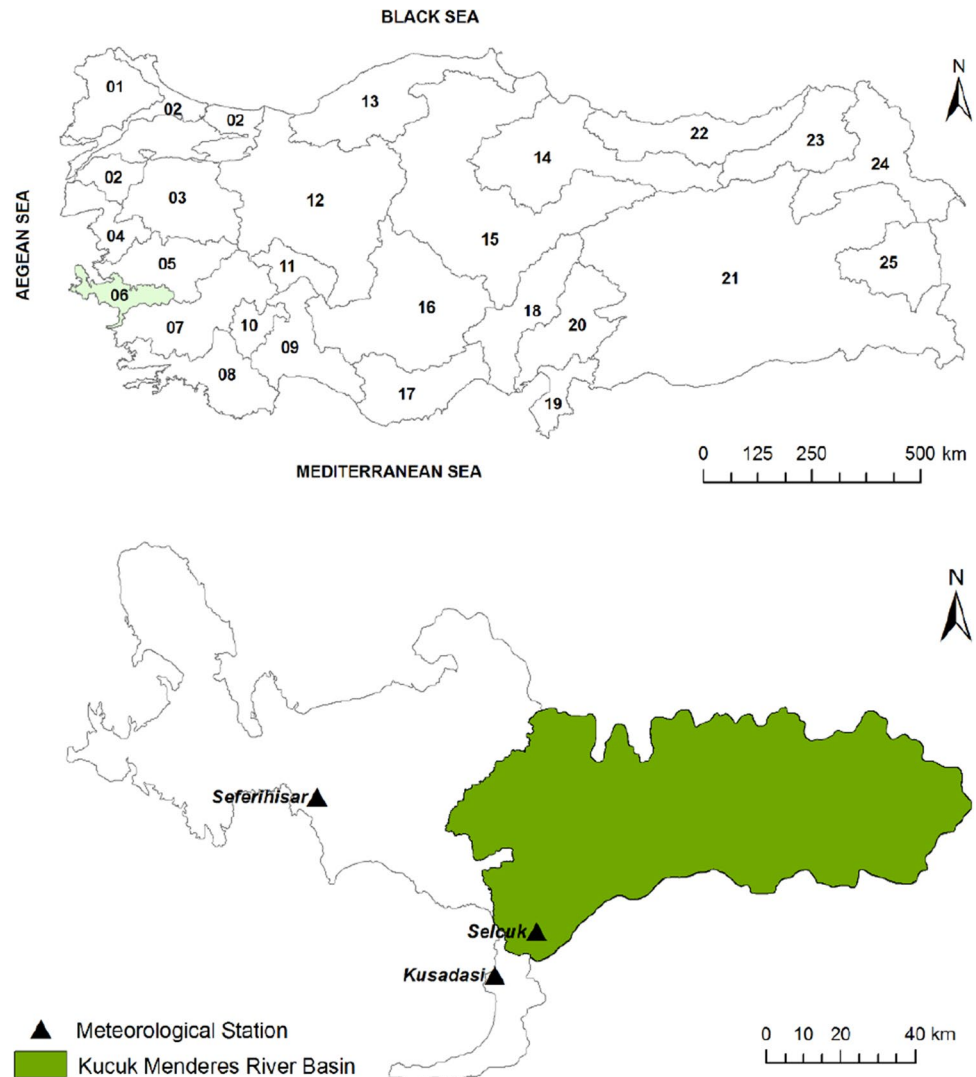 BLACK SEA
N
01
02
02
13
22
23
14
24
02
03
12
AEGEAN SEA
04
15
05
11
21
25
06
16
18
20
07
10
09
08
17
19
0 125 250 500 km
MEDITERRANEAN SEA
N
Seferihisar
Selcuk
Kusadasi
Meteorological Station
Kucuk Menderes River Basin
0 10 20 40 km